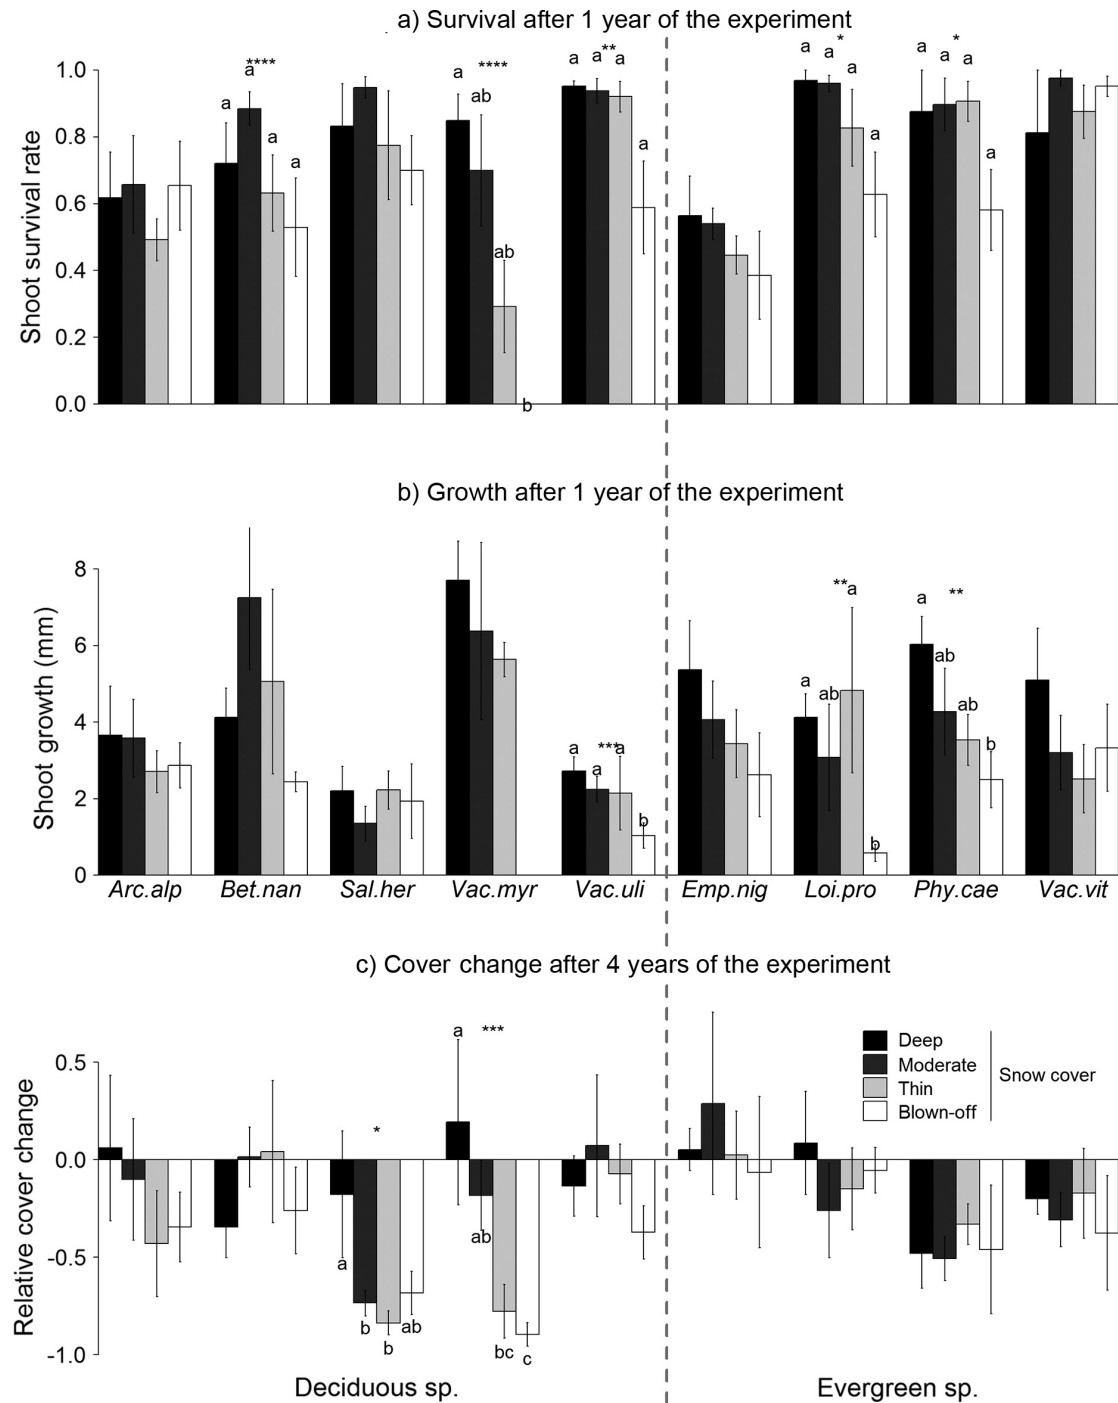 a) Survival after 1 year of the experiment
Shoot survival rate
1.0
0.8
0.6
0.4
0.2
0.0
a a **** a a
a ab **** ab b
a a ** a a
a a * a a
a a * a a
b) Growth after 1 year of the experiment
Shoot growth (mm)
8
6
4
2
0
a a *** a b
a ab ** a b
a ab ** ab b
Arc.alp Bet.nan Sal.her Vac.myr Vac.uli Emp.nig Loi.pro Phy.cae Vac.vit
c) Cover change after 4 years of the experiment
Relative cover change
0.5
0.0
-0.5
-1.0
a b * b ab
a ab *** bc c
Deep
Moderate
Thin
Blown-off
Snow cover
Deciduous sp. Evergreen sp.